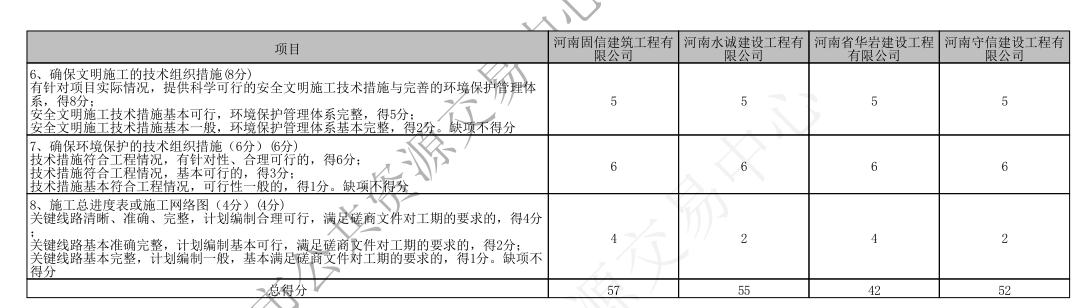 项目
河南固信建筑工程有
限公司
河南水诚建设工程有
限公司
河南省华岩建设工程
有限公司
河南守信建设工程有
限公司
6、确保文明施工的技术组织措施(8分)
有针对项目实际情况，提供科学可行的安全文明施工技术措施与完善的环境保护管理体
系，得8分；
安全文明施工技术措施基本可行，环境保护管理体系完整，得5分；
安全文明施工技术措施基本一般，环境保护管理体系基本完整，得2分。缺项不得分
5
5
5
5
7、确保环境保护的技术组织措施（6分）(6分)
技术措施符合工程情况，有针对性、合理可行的，得6分；
技术措施符合工程情况，基本可行的，得3分；
技术措施基本符合工程情况，可行性一般的，得1分。缺项不得分
6
6
6
6
8、施工总进度表或施工网络图（4分）(4分)
关键线路清晰、准确、完整，计划编制合理可行，满足磋商文件对工期的要求的，得4分
；
关键线路基本准确完整，计划编制基本可行，满足磋商文件对工期的要求的，得2分；
关键线路基本完整，计划编制一般，基本满足磋商文件对工期的要求的，得1分。缺项不
得分
4
2
4
2
总得分
57
55
42
52
市公共资源交易中心
源交易中心